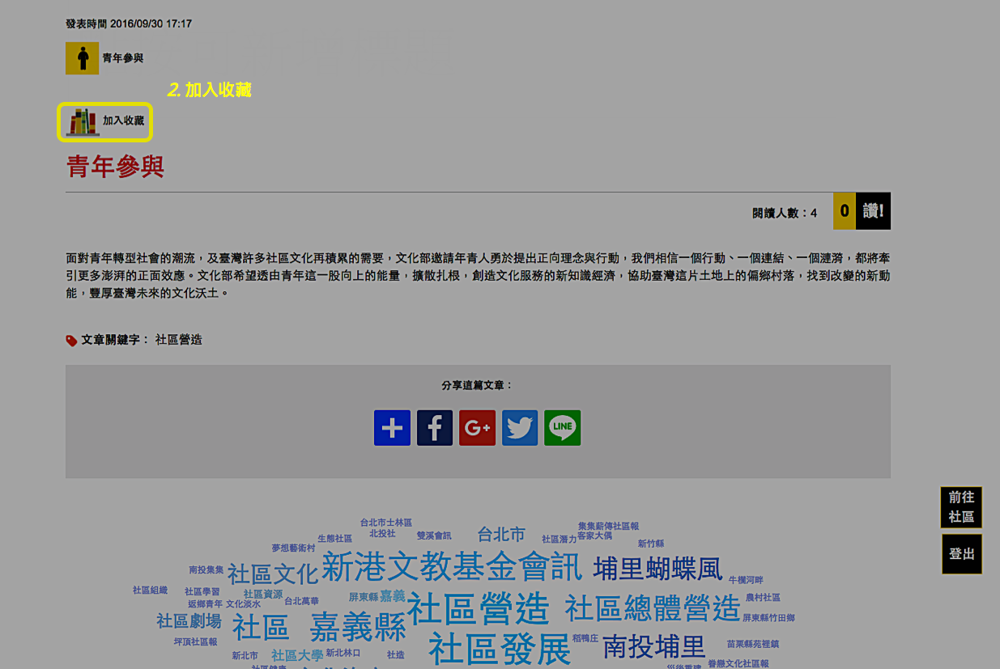 發表時間 2016/09/30 17:17
青年參與
2. 加入收藏
加入收藏
青年參與
閱讀人數：4
0 讚!
面對青年轉型社會的潮流，及臺灣許多社區文化再積累的需要，文化部邀請年青人勇於提出正向理念與行動，我們相信一個行動、一個連結、一個漣漪，都將牽
引更多澎湃的正面效應。文化部希望透由青年這一股向上的能量，擴散扎根，創造文化服務的新知識經濟，協助臺灣這片土地上的偏鄉村落，找到改變的新動
能，豐厚臺灣未來的文化沃土。
文章關鍵字： 社區營造
分享這篇文章：
G+
LINE
前往
社區
登出
台北市士林區
集集薪傳社區報
生態社區
北投社
雙溪會訊
台北市
社區潛力
客家大偶
夢想藝術村
新竹縣
南投集集
社區文化
新港文教基金會訊
埔里蝴蝶風
牛欄河畔
社區組織
社區學習
社區資源
屏東縣
嘉義
社區營造
社區總體營造
農村社區
返鄉青年
文化淡水
台北萬華
社區劇場
社區
嘉義縣
屏東縣竹田鄉
坪頂社區報
社區發展
稻鴨庄
南投埔里
苗栗縣苑裡鎮
新北市
社區大學
新北林口
社造
眷戀文化社區報